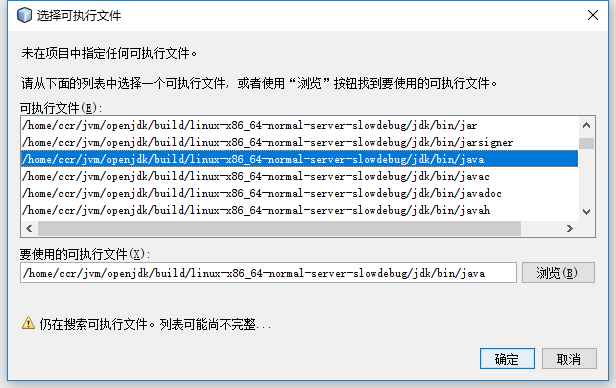 选择可执行文件
未在项目中指定任何可执行文件。
请从下面的列表中选择一个可执行文件, 或者使用“浏览”按钮找到要使用的可执行文件。
可执行文件(E):
/home/ccr/jvm/openjdk/build/linux-x86_64-normal-server-slowdebug/jdk/bin/jar
/home/ccr/jvm/openjdk/build/linux-x86_64-normal-server-slowdebug/jdk/bin/jarsigner
/home/ccr/jvm/openjdk/build/linux-x86_64-normal-server-slowdebug/jdk/bin/java
/home/ccr/jvm/openjdk/build/linux-x86_64-normal-server-slowdebug/jdk/bin/javac
/home/ccr/jvm/openjdk/build/linux-x86_64-normal-server-slowdebug/jdk/bin/javadoc
/home/ccr/jvm/openjdk/build/linux-x86_64-normal-server-slowdebug/jdk/bin/javah
要使用的可执行文件(X):
/home/ccr/jvm/openjdk/build/linux-x86_64-normal-server-slowdebug/jdk/bin/java
浏览(B)
仍在搜索可执行文件。列表可能尚不完整...
确定
取消